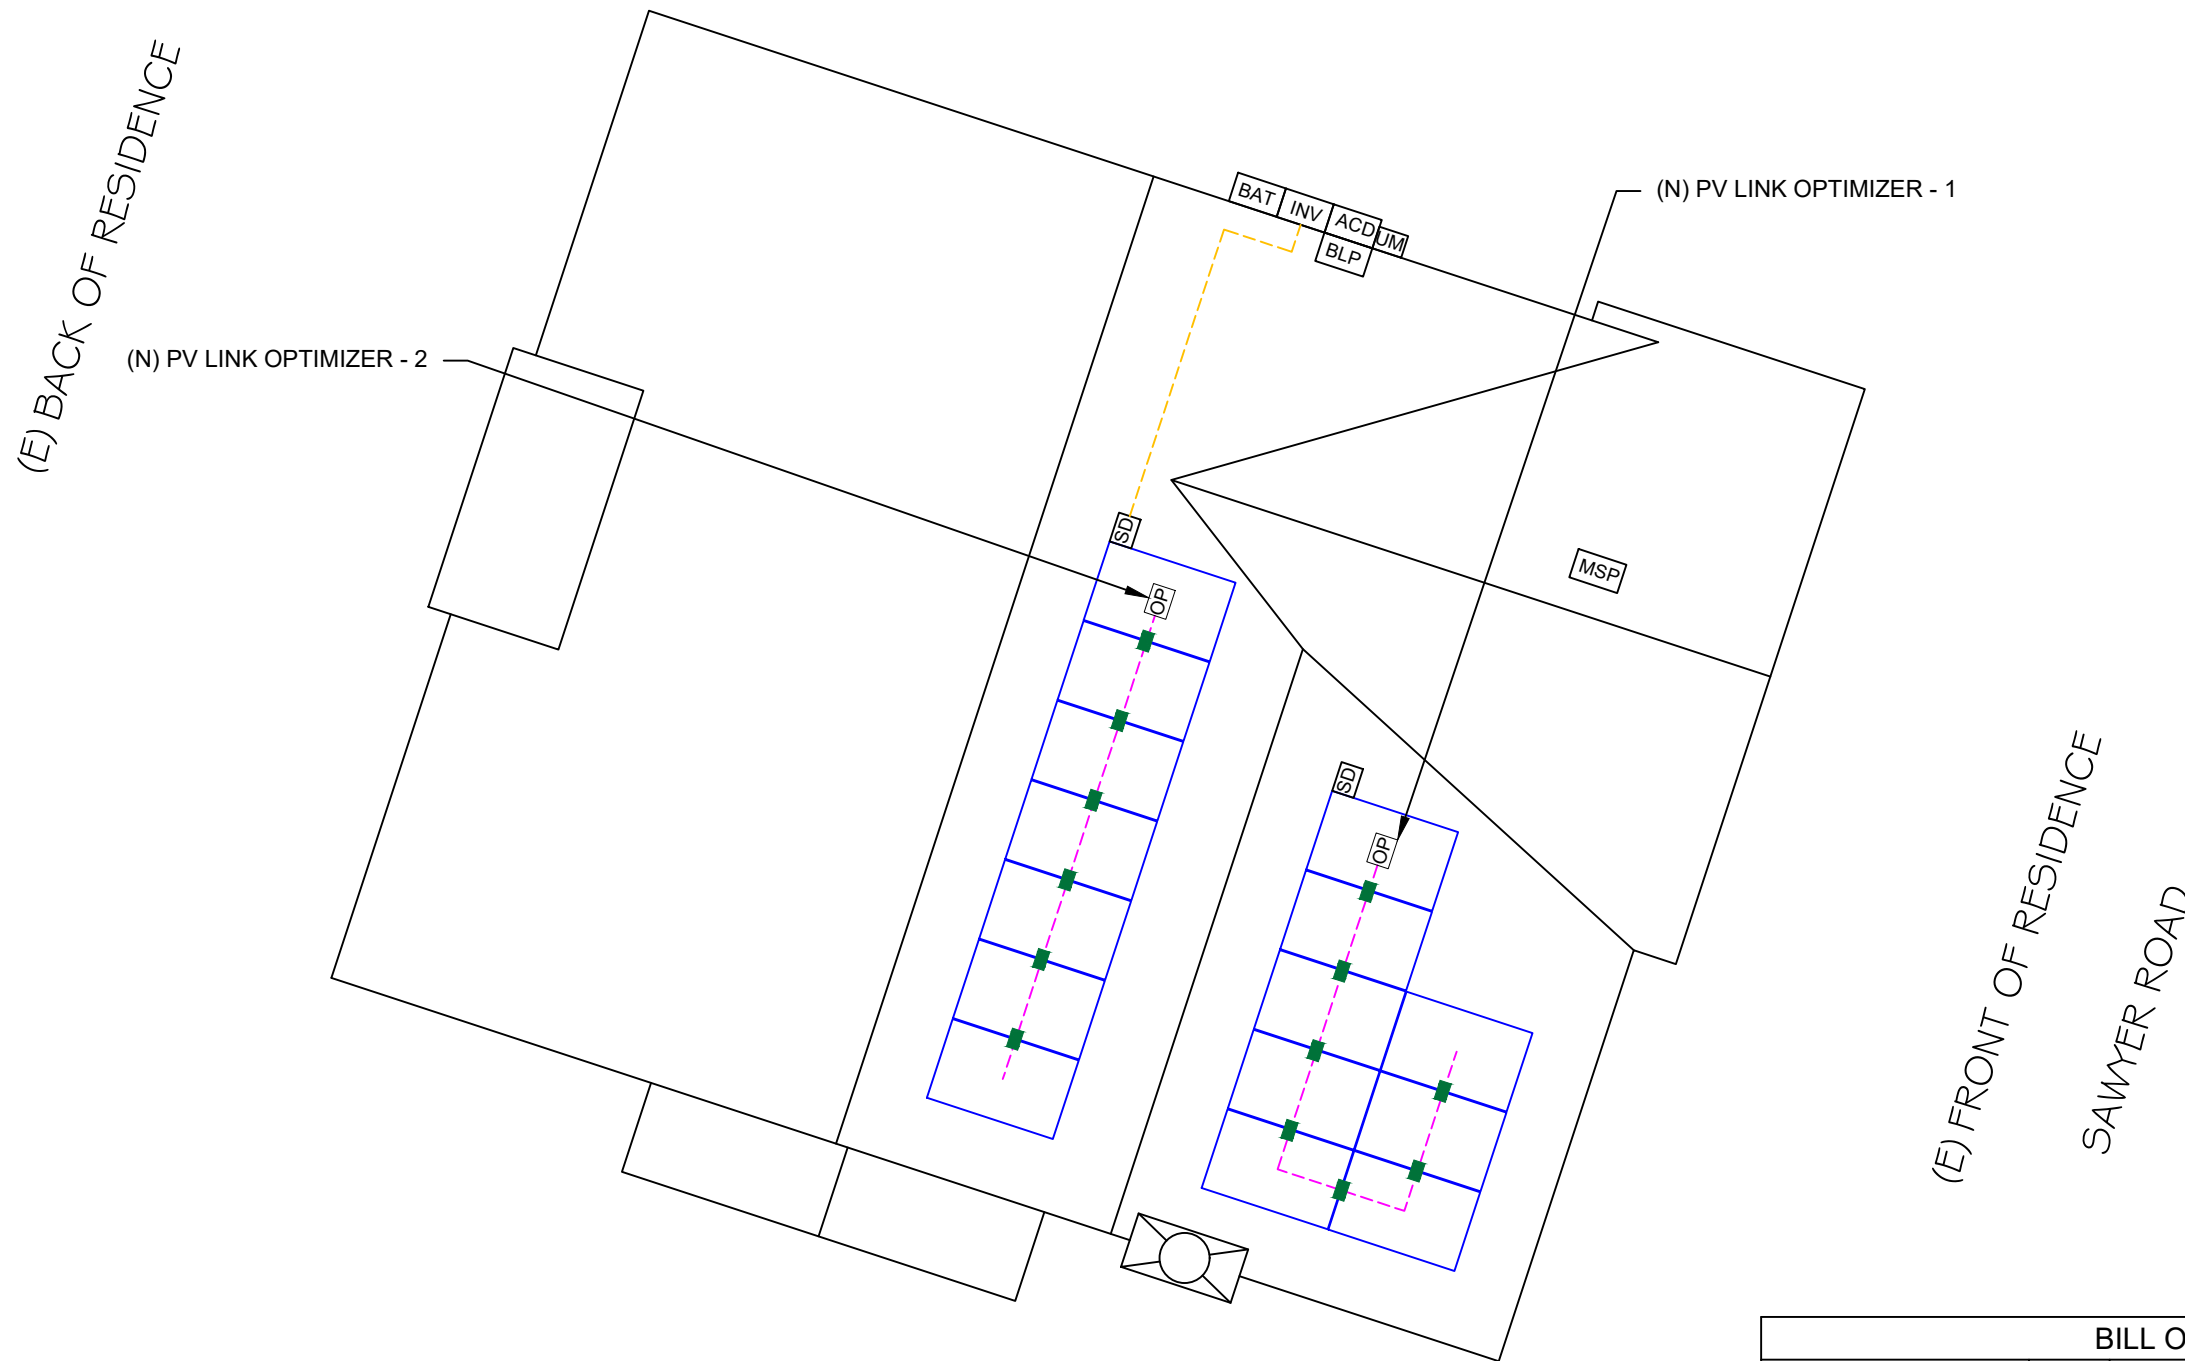 (E) BACK OF RESIDENCE
(N) PV LINK OPTIMIZER - 1
BAT
INV
ACD
UM
BLP
(N) PV LINK OPTIMIZER - 2
SD
MSP
OP
SD
OP
(E) FRONT OF RESIDENCE
SAWYER ROAD
BILL O